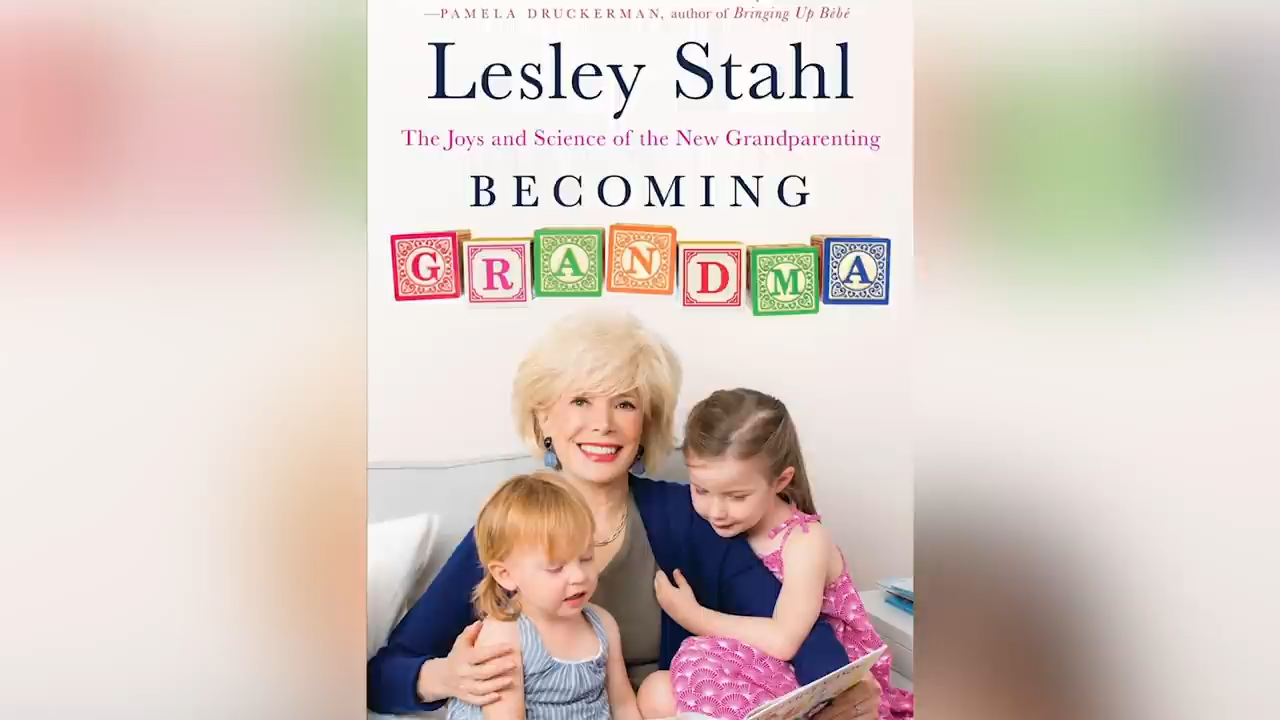 —PAMELA DRUCKERMAN, author of Bringing Up Bébé
Lesley Stahl
The Joys and Science of the New Grandparenting
BECOMING
GRANDMA